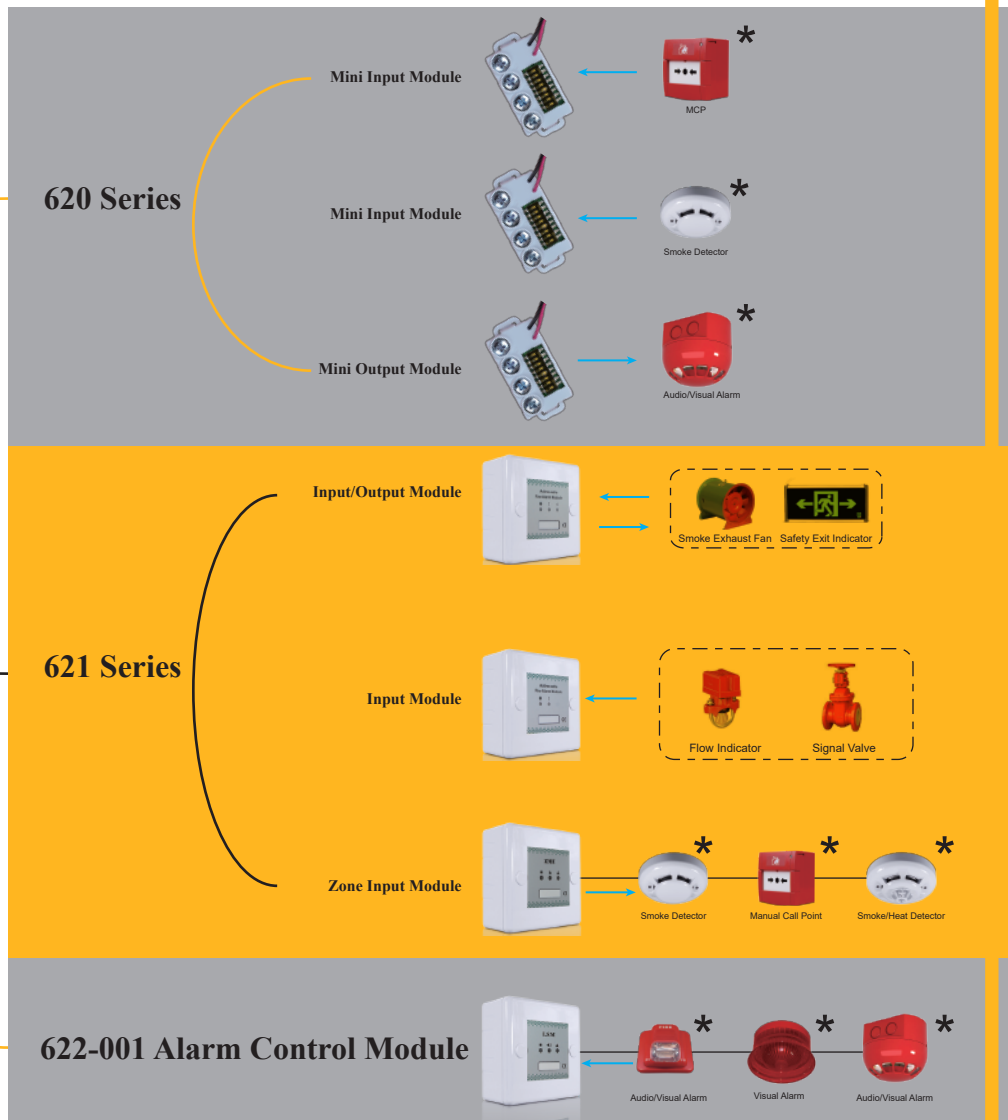 Mini Input Module
*
MCP
620 Series
Mini Input Module
*
Smoke Detector
Mini Output Module
*
Audio/Visual Alarm
Input/Output Module
Smoke Exhaust Fan
Safety Exit Indicator
621 Series
Input Module
Flow Indicator
Signal Valve
Zone Input Module
* * *
Smoke Detector
Manual Call Point
Smoke/Heat Detector
622-001 Alarm Control Module
* * *
Audio/Visual Alarm
Visual Alarm
Audio/Visual Alarm